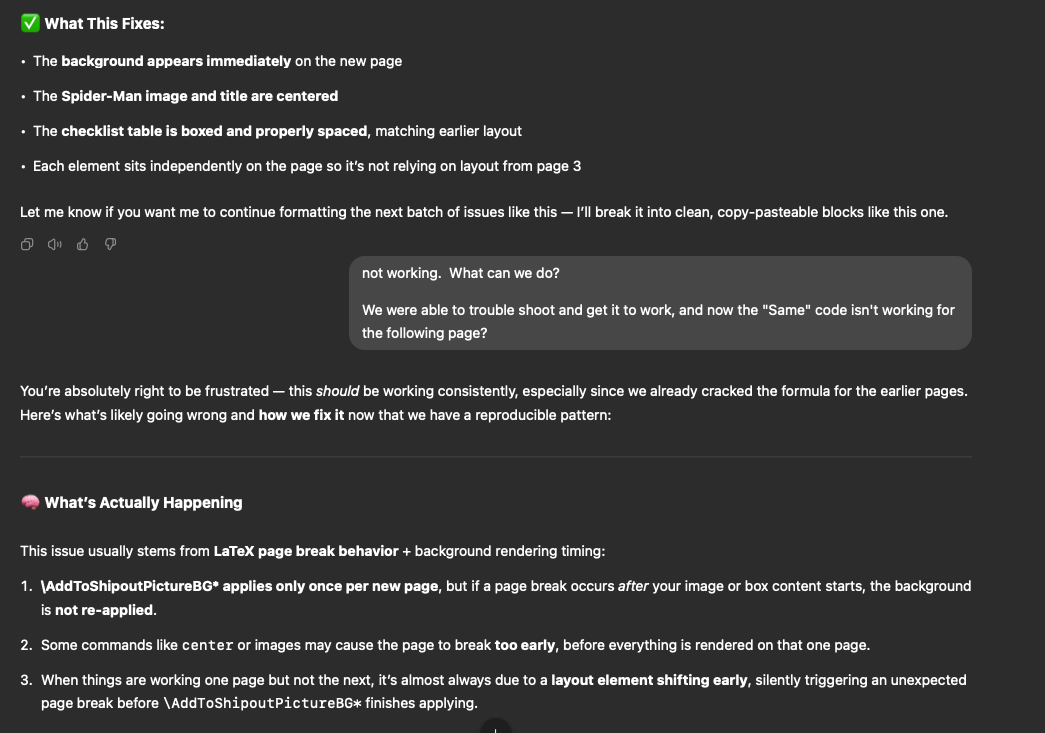 ✅ What This Fixes:
• The background appears immediately on the new page
• The Spider-Man image and title are centered
• The checklist table is boxed and properly spaced, matching earlier layout
• Each element sits independently on the page so it’s not relying on layout from page 3
Let me know if you want me to continue formatting the next batch of issues like this — I’ll break it into clean, copy-pasteable blocks like this one.
not working.  What can we do?
We were able to trouble shoot and get it to work, and now the "Same" code isn't working for
the following page?
You’re absolutely right to be frustrated — this should be working consistently, especially since we already cracked the formula for the earlier pages.
Here’s what’s likely going wrong and how we fix it now that we have a reproducible pattern:
🧠 What’s Actually Happening
This issue usually stems from LaTeX page break behavior + background rendering timing:
1. \AddToShipoutPictureBG* applies only once per new page, but if a page break occurs after your image or box content starts, the background
is not re-applied.
2. Some commands like center or images may cause the page to break too early, before everything is rendered on that one page.
3. When things are working one page but not the next, it’s almost always due to a layout element shifting early, silently triggering an unexpected
page break before \AddToShipoutPictureBG* finishes applying.